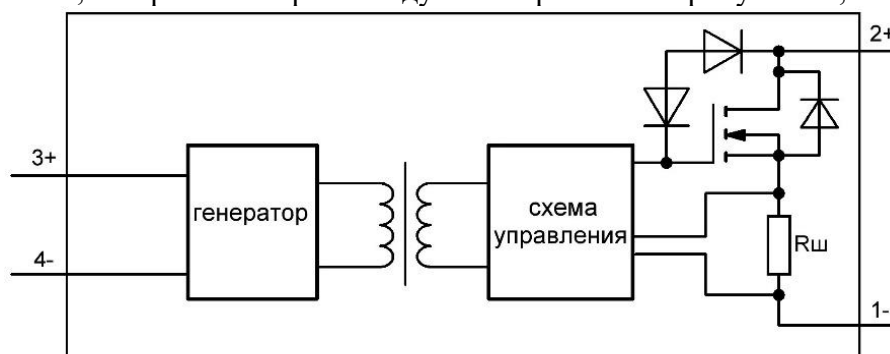 2+
3+
генератор
схема
управления
Rш
4-
1-